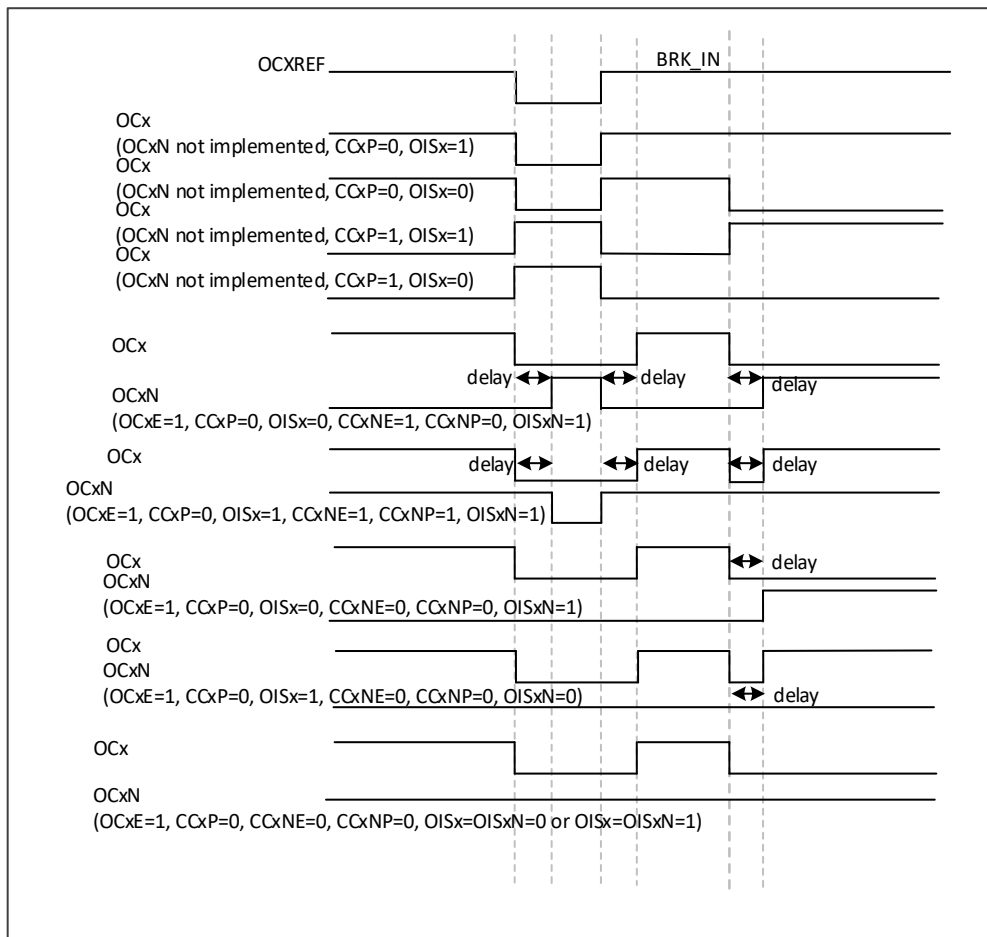 OCXREF
BRK_IN
OCx
(OCxN not implemented, CCxP=0, OISx=1)
OCx
(OCxN not implemented, CCxP=0, OISx=0)
OCx
(OCxN not implemented, CCxP=1, OISx=1)
OCx
(OCxN not implemented, CCxP=1, OISx=0)
OCx
delay
delay
delay
OCxN
(OCxE=1, CCxP=0, OISx=0, CCxNE=1, CCxNP=0, OISxN=1)
OCx
delay
delay
delay
OCxN
(OCxE=1, CCxP=0, OISx=1, CCxNE=1, CCxNP=1, OISxN=1)
OCx
delay
OCxN
(OCxE=1, CCxP=0, OISx=0, CCxNE=0, CCxNP=0, OISxN=1)
OCx
OCxN
(OCxE=1, CCxP=0, OISx=1, CCxNE=0, CCxNP=0, OISxN=0)
delay
OCx
OCxN
(OCxE=1, CCxP=0, CCxNE=0, CCxNP=0, OISx=OISxN=0 or OISx=OISxN=1)